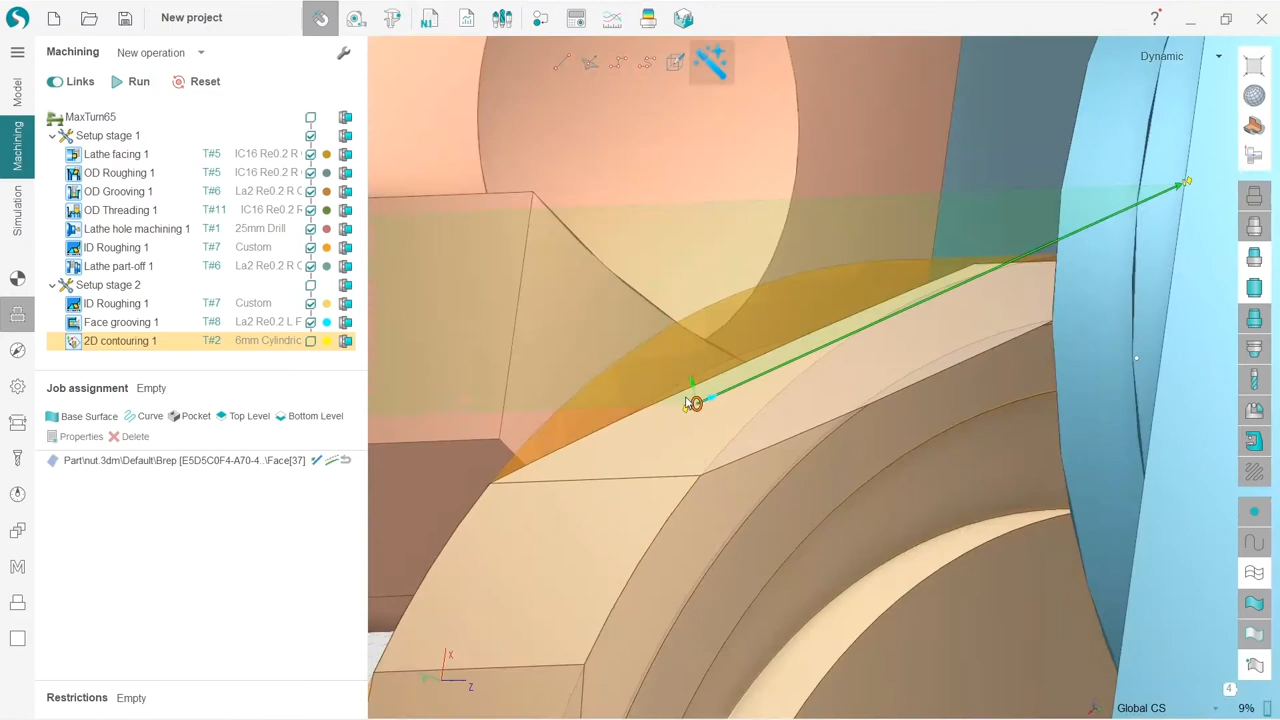 New project
?
Machining New operation
Links Run Reset
MaxTurn65
Setup stage 1
Lathe facing 1 T#5 IC16 Re0.2 R
OD Roughing 1 T#5 IC16 Re0.2 R
OD Grooving 1 T#6 La2 Re0.2 C
OD Threading 1 T#11 IC16 Re0.2 R
Lathe hole machining 1 T#1 25mm Drill
ID Roughing 1 T#7 Custom
Lathe part-off 1 T#6 La2 Re0.2 C
Setup stage 2
ID Roughing 1 T#7 Custom
Face grooving 1 T#8 La2 Re0.2 L F
2D contouring 1 T#2 6mm Cylindric
Job assignment Empty
Base Surface Curve Pocket Top Level Bottom Level
Properties Delete
Part\nut.3dm\Default\Brep [E5D5C0F4-A70-4..\Face[37]
Restrictions Empty
Model
Machining
Simulation
Dynamic
X
Z
4
Global CS 9%